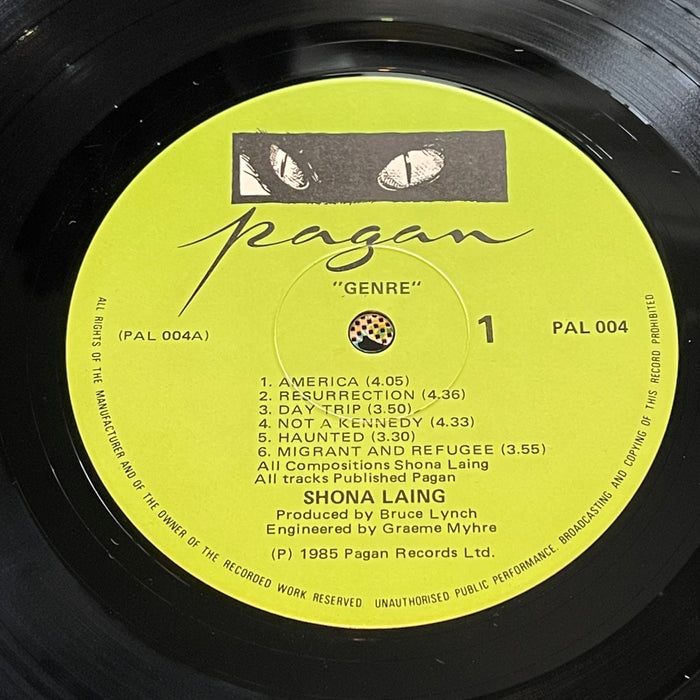 pagan
"GENRE"
(PAL 004A)
1
PAL 004
1. AMERICA (4.05)
2. RESURRECTION (4.36)
3. DAY TRIP (3.50)
4. NOT A KENNEDY (4.33)
5. HAUNTED (3.30)
6. MIGRANT AND REFUGEE (3.55)
All Compositions Shona Laing
All tracks Published Pagan
SHONA LAING
Produced by Bruce Lynch
Engineered by Graeme Myhre
(P) 1985 Pagan Records Ltd.
ALL RIGHTS OF THE MANUFACTURER AND OF THE OWNER OF THE RECORDED WORK RESERVED UNAUTHORISED PUBLIC PERFORMANCE. BROADCASTING AND COPYING OF THIS RECORD PROHIBITED